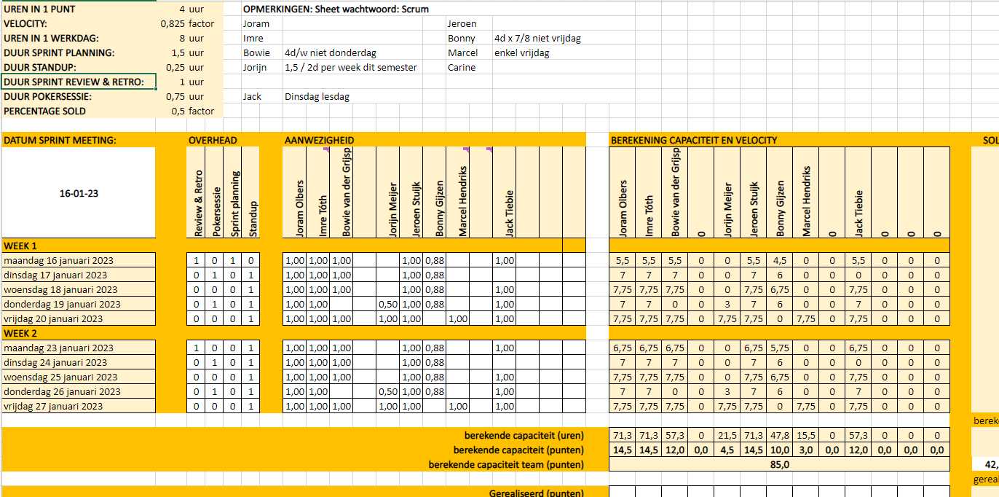 UREN IN 1 PUNT 4 uur OPMERKINGEN: Sheet wachtwoord: Scrum
VELOCITY: 0,825 factor Joram Jeroen
UREN IN 1 WERKDAG: 8 uur Imre Bonny 4d x 7/8 niet vrijdag
DUUR SPRINT PLANNING: 1,5 uur Bowie 4d/w niet donderdag Marcel enkel vrijdag
DUUR STANDUP: 0,25 uur Jorijn 1,5 / 2d per week dit semester Carine
DUUR SPRINT REVIEW & RETRO: 1 uur
DUUR POKERSESSIE: 0,75 uur Jack Dinsdag lesdag
PERCENTAGE SOLD 0,5 factor
DATUM SPRINT MEETING: OVERHEAD AANWEZIGHEID BEREKENING CAPACITEIT EN VELOCITY SOL
16-01-23 Review & Retro Pokersessie Sprint planning Standup Joram Olbers Imre Tóth Bowie van der Grijsp Jorijn Meijer Jeroen Stuijk Bonny Gijzen Marcel Hendriks Jack Tiebie Joram Olbers Imre Tóth Bowie van der Grijsp 0 Jorijn Meijer Jeroen Stuijk Bonny Gijzen Marcel Hendriks 0 Jack Tiebie 0 0 0
WEEK 1
maandag 16 januari 2023 1 0 1 0 1,00 1,00 1,00 1,00 0,88 1,00 5,5 5,5 5,5 0 0 5,5 4,5 0 0 5,5 0 0 0
dinsdag 17 januari 2023 0 1 0 1 1,00 1,00 1,00 1,00 0,88 7 7 7 0 0 7 6 0 0 0 0 0 0
woensdag 18 januari 2023 0 0 0 1 1,00 1,00 1,00 1,00 0,88 1,00 7,75 7,75 7,75 0 0 7,75 6,75 0 0 7,75 0 0 0
donderdag 19 januari 2023 0 1 0 1 1,00 1,00 0,50 1,00 0,88 1,00 7 7 0 0 3 7 6 0 0 7 0 0 0
vrijdag 20 januari 2023 0 0 0 1 1,00 1,00 1,00 1,00 1,00 1,00 1,00 7,75 7,75 7,75 0 7,75 7,75 0 7,75 0 7,75 0 0 0
WEEK 2
maandag 23 januari 2023 1 0 0 1 1,00 1,00 1,00 1,00 0,88 1,00 6,75 6,75 6,75 0 0 6,75 5,75 0 0 6,75 0 0 0
dinsdag 24 januari 2023 0 1 0 1 1,00 1,00 1,00 1,00 0,88 7 7 7 0 0 7 6 0 0 0 0 0 0
woensdag 25 januari 2023 0 0 0 1 1,00 1,00 1,00 1,00 0,88 1,00 7,75 7,75 7,75 0 0 7,75 6,75 0 0 7,75 0 0 0
donderdag 26 januari 2023 0 1 0 1 1,00 1,00 0,50 1,00 0,88 1,00 7 7 0 0 3 7 6 0 0 7 0 0 0
vrijdag 27 januari 2023 0 0 0 1 1,00 1,00 1,00 1,00 1,00 1,00 1,00 7,75 7,75 7,75 0 7,75 7,75 0 7,75 0 7,75 0 0 0
berek
berekende capaciteit (uren) 71,3 71,3 57,3 0 21,5 71,3 47,8 15,5 0 57,3 0 0 0
berekende capaciteit (punten) 14,5 14,5 12,0 0,0 4,5 14,5 10,0 3,0 0,0 12,0 0,0 0,0 0,0
berekende capaciteit team (punten) 85,0 42,
gereal
Gerealiseerd (punten)